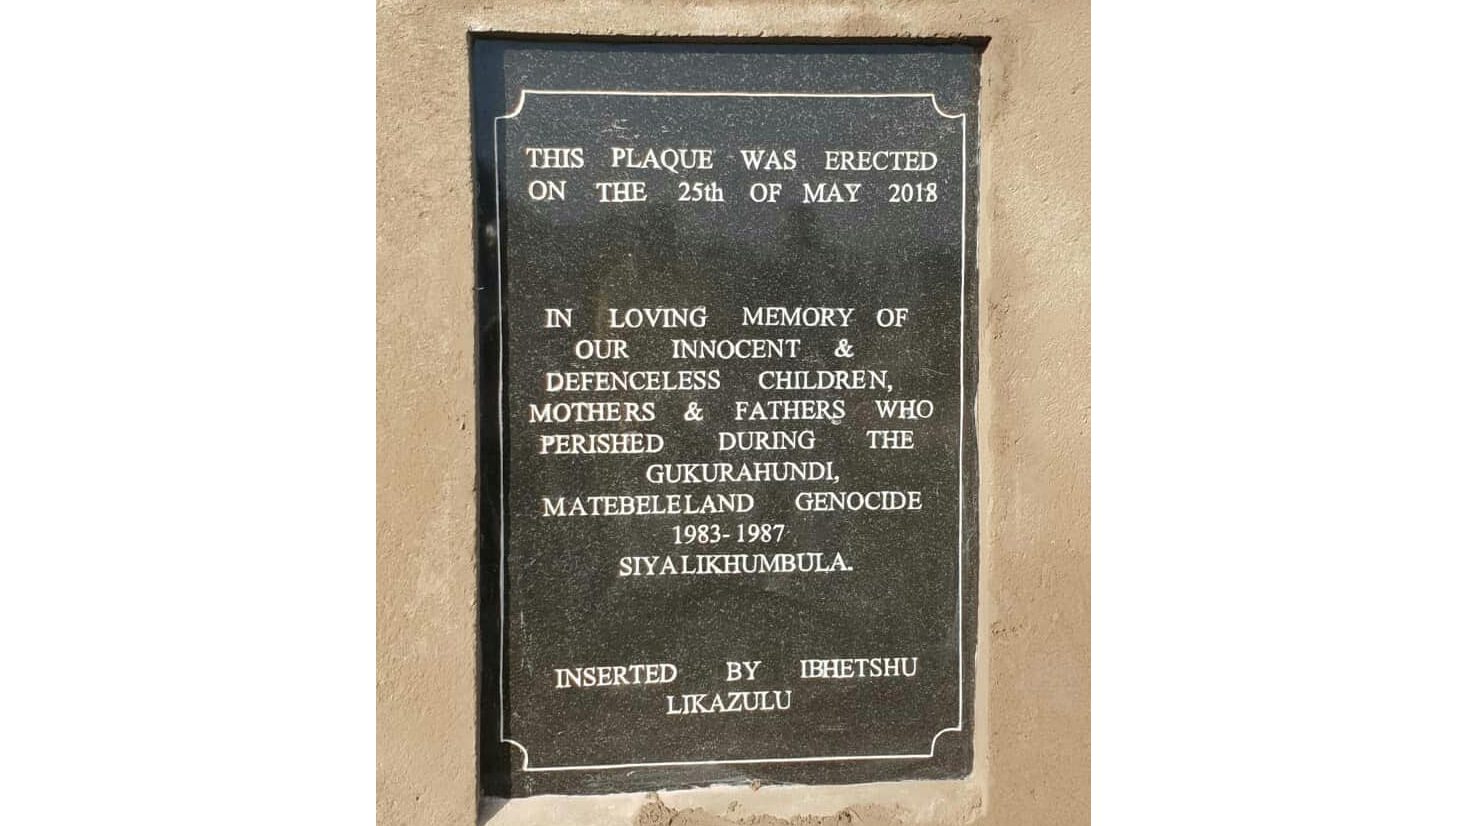 THIS PLAQUE WAS ERECTED
ON THE 25th OF MAY 2018
IN LOVING MEMORY OF
OUR INNOCENT &
DEFENCELESS CHILDREN,
MOTHERS & FATHERS WHO
PERISHED DURING THE
GUKURAHUNDI,
MATEBELELAND GENOCIDE
1983-1987
SIYALIKHUMBULA.
INSERTED BY IBHETSHU
LIKAZULU